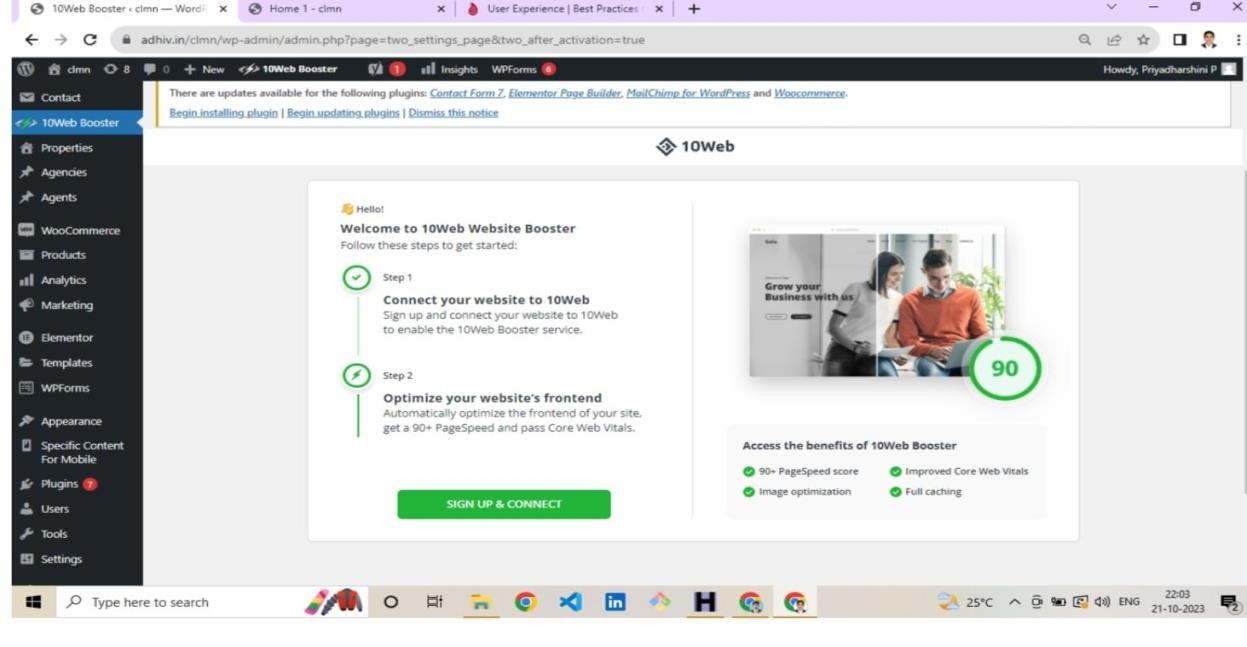 10Web Booster ‹ clmn — WordP
Home 1 - clmn
User Experience | Best Practices
adhiv.in/clmn/wp-admin/admin.php?page=two_settings_page&two_after_activation=true
clmn 8 0 + New 10Web Booster 1 Insights WPForms 6 Howdy, Priyadharshini P
Contact
10Web Booster
Properties
Agencies
Agents
WooCommerce
Products
Analytics
Marketing
Elementor
Templates
WPForms
Appearance
Specific Content
For Mobile
Plugins 7
Users
Tools
Settings
There are updates available for the following plugins: Contact Form 7, Elementor Page Builder, MailChimp for WordPress and Woocommerce.
Begin installing plugin | Begin updating plugins | Dismiss this notice
10Web
Hello!
Welcome to 10Web Website Booster
Follow these steps to get started:
Step 1
Connect your website to 10Web
Sign up and connect your website to 10Web
to enable the 10Web Booster service.
Step 2
Optimize your website's frontend
Automatically optimize the frontend of your site,
get a 90+ PageSpeed and pass Core Web Vitals.
SIGN UP & CONNECT
Grow your
Business with us
90
Access the benefits of 10Web Booster
90+ PageSpeed score
Improved Core Web Vitals
Image optimization
Full caching
Type here to search
25°C
ENG
22:03
21-10-2023
2